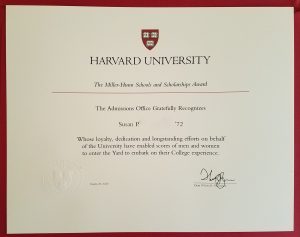 HARVARD UNIVERSITY
The Miller-Hunn Schools and Scholarships Award
The Admissions Office Gratefully Recognizes
Susan P. '72
Whose loyalty, dedication and longstanding efforts on behalf
of the University have enabled scores of men and women
to enter the Yard to embark on their College experience.